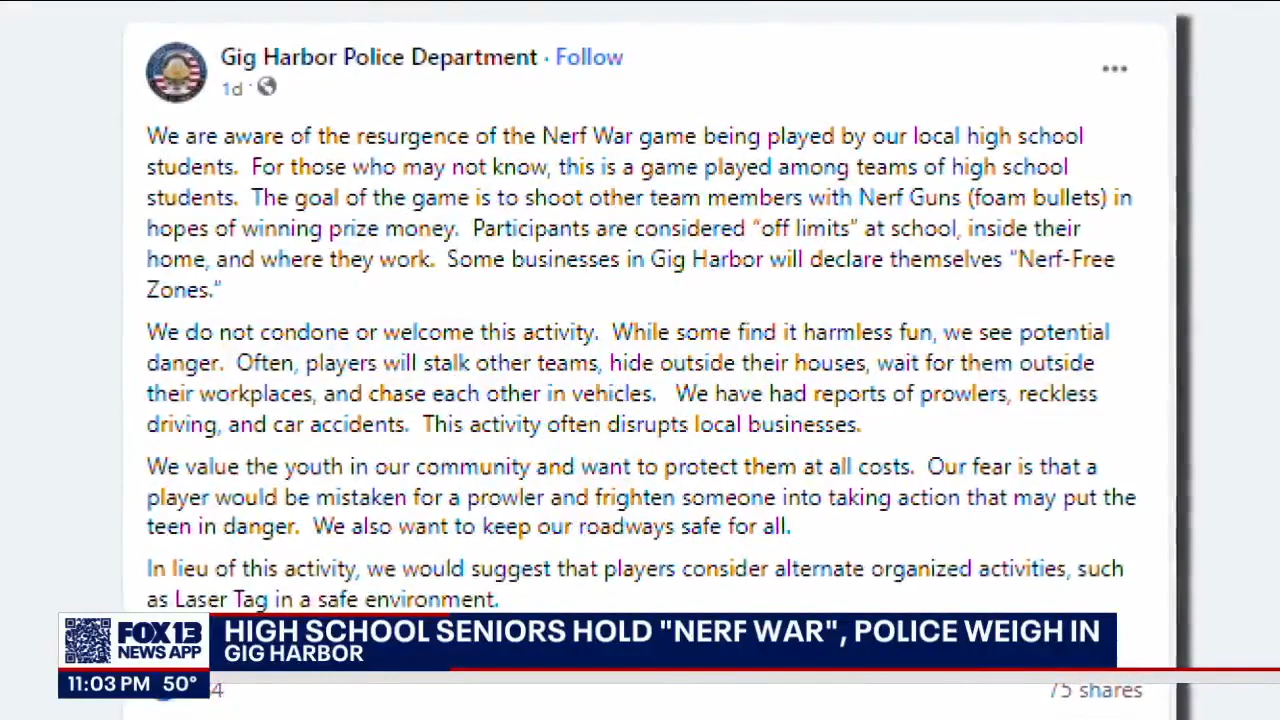 Gig Harbor Police Department · Follow
1d ·
We are aware of the resurgence of the Nerf War game being played by our local high school
students. For those who may not know, this is a game played among teams of high school
students. The goal of the game is to shoot other team members with Nerf Guns (foam bullets) in
hopes of winning prize money. Participants are considered "off limits" at school, inside their
home, and where they work. Some businesses in Gig Harbor will declare themselves "Nerf-Free
Zones."
We do not condone or welcome this activity. While some find it harmless fun, we see potential
danger. Often, players will stalk other teams, hide outside their houses, wait for them outside
their workplaces, and chase each other in vehicles. We have had reports of prowlers, reckless
driving, and car accidents. This activity often disrupts local businesses.
We value the youth in our community and want to protect them at all costs. Our fear is that a
player would be mistaken for a prowler and frighten someone into taking action that may put the
teen in danger. We also want to keep our roadways safe for all.
In lieu of this activity, we would suggest that players consider alternate organized activities, such
as Laser Tag in a safe environment.
FOX13
NEWS APP
HIGH SCHOOL SENIORS HOLD "NERF WAR", POLICE WEIGH IN
GIG HARBOR
11:03 PM 50°
75 shares